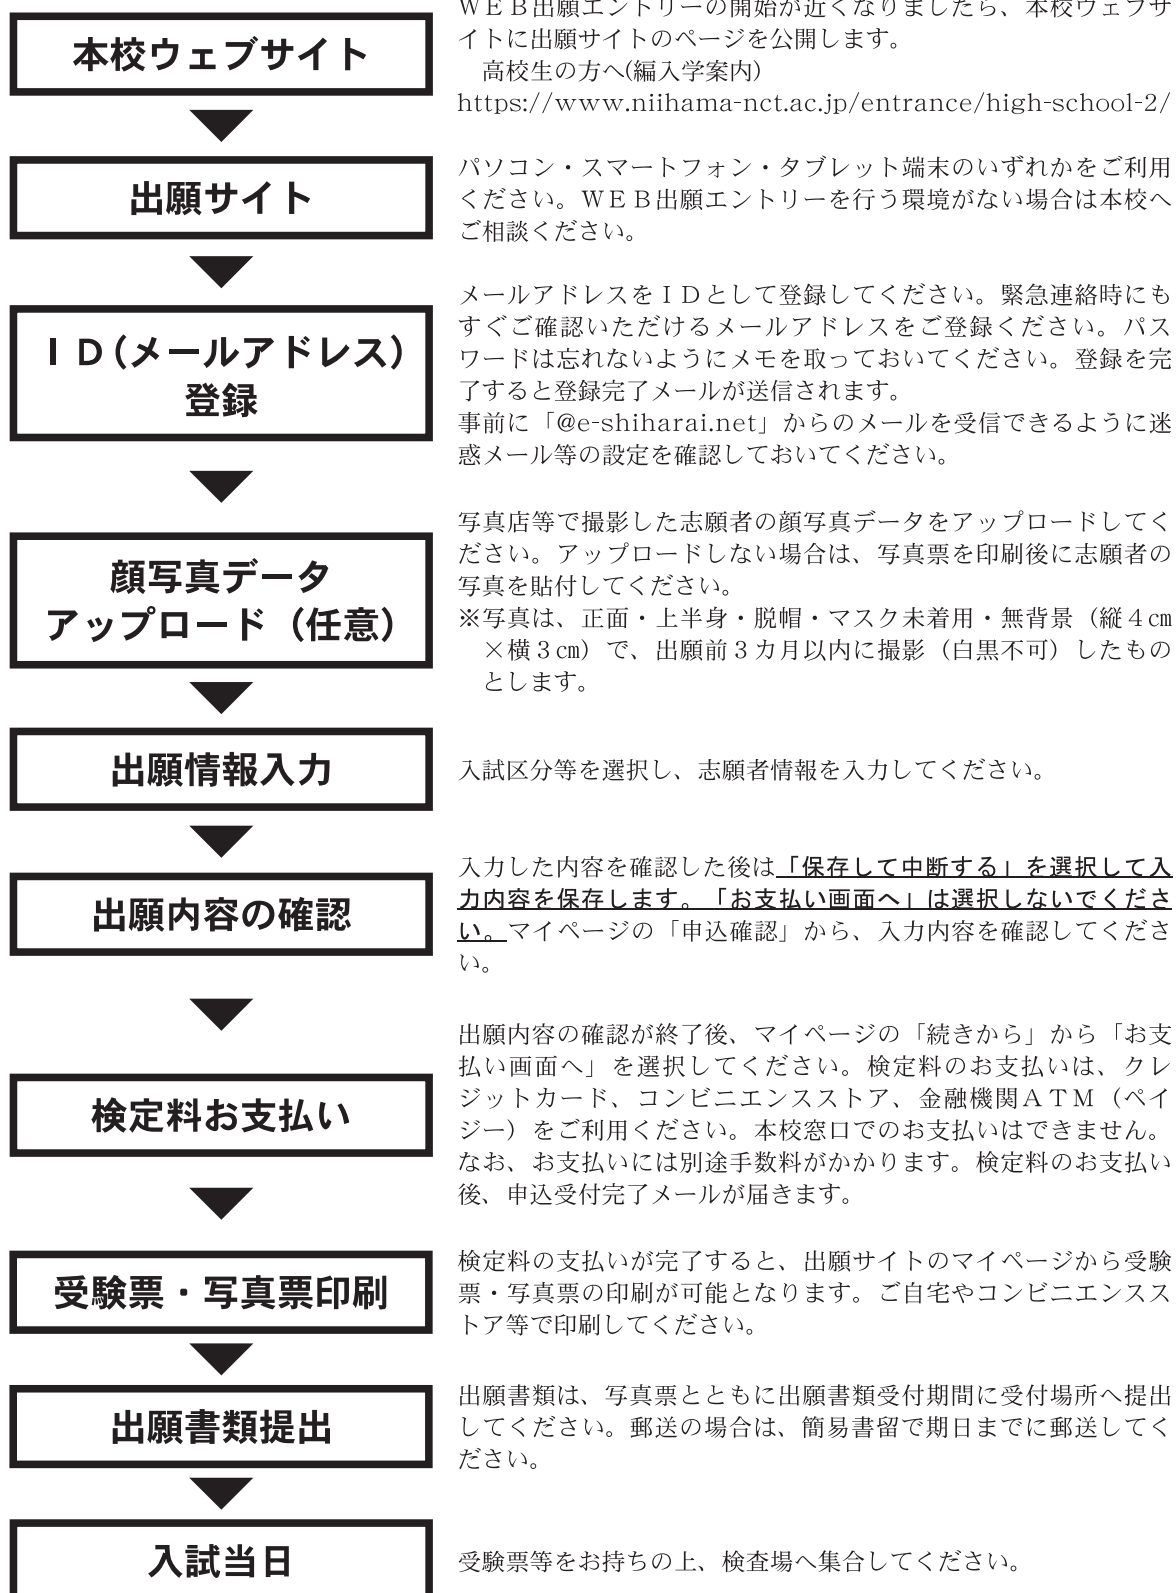 本校ウェブサイト
ＷＥＢ出願エントリーの開始が近くなりましたら、本校ウェブサ
イトに出願サイトのページを公開します。
高校生の方へ(編入学案内)
https://www.niihama-nct.ac.jp/entrance/high-school-2/
出願サイト
パソコン・スマートフォン・タブレット端末のいずれかをご利用
ください。ＷＥＢ出願エントリーを行う環境がない場合は本校へ
ご相談ください。
ＩＤ(メールアドレス)
登録
メールアドレスをＩＤとして登録してください。緊急連絡時にも
すぐご確認いただけるメールアドレスをご登録ください。パス
ワードは忘れないようにメモを取っておいてください。登録を完
了すると登録完了メールが送信されます。
事前に「@e-shiharai.net」からのメールを受信できるように迷
惑メール等の設定を確認しておいてください。
顔写真データ
アップロード（任意）
写真店等で撮影した志願者の顔写真データをアップロードしてく
ださい。アップロードしない場合は、写真票を印刷後に志願者の
写真を貼付してください。
※写真は、正面・上半身・脱帽・マスク未着用・無背景（縦４㎝
×横３㎝）で、出願前３カ月以内に撮影（白黒不可）したもの
とします。
出願情報入力
入試区分等を選択し、志願者情報を入力してください。
出願内容の確認
入力した内容を確認した後は「保存して中断する」を選択して入
力内容を保存します。「お支払い画面へ」は選択しないでくださ
い。マイページの「申込確認」から、入力内容を確認してくださ
い。
検定料お支払い
出願内容の確認が終了後、マイページの「続きから」から「お支
払い画面へ」を選択してください。検定料のお支払いは、クレ
ジットカード、コンビニエンスストア、金融機関ＡＴＭ（ペイ
ジー）をご利用ください。本校窓口でのお支払いはできません。
なお、お支払いには別途手数料がかかります。検定料のお支払い
後、申込受付完了メールが届きます。
受験票・写真票印刷
検定料の支払いが完了すると、出願サイトのマイページから受験
票・写真票の印刷が可能となります。ご自宅やコンビニエンスス
トア等で印刷してください。
出願書類提出
出願書類は、写真票とともに出願書類受付期間に受付場所へ提出
してください。郵送の場合は、簡易書留で期日までに郵送してく
ださい。
入試当日
受験票等をお持ちの上、検査場へ集合してください。